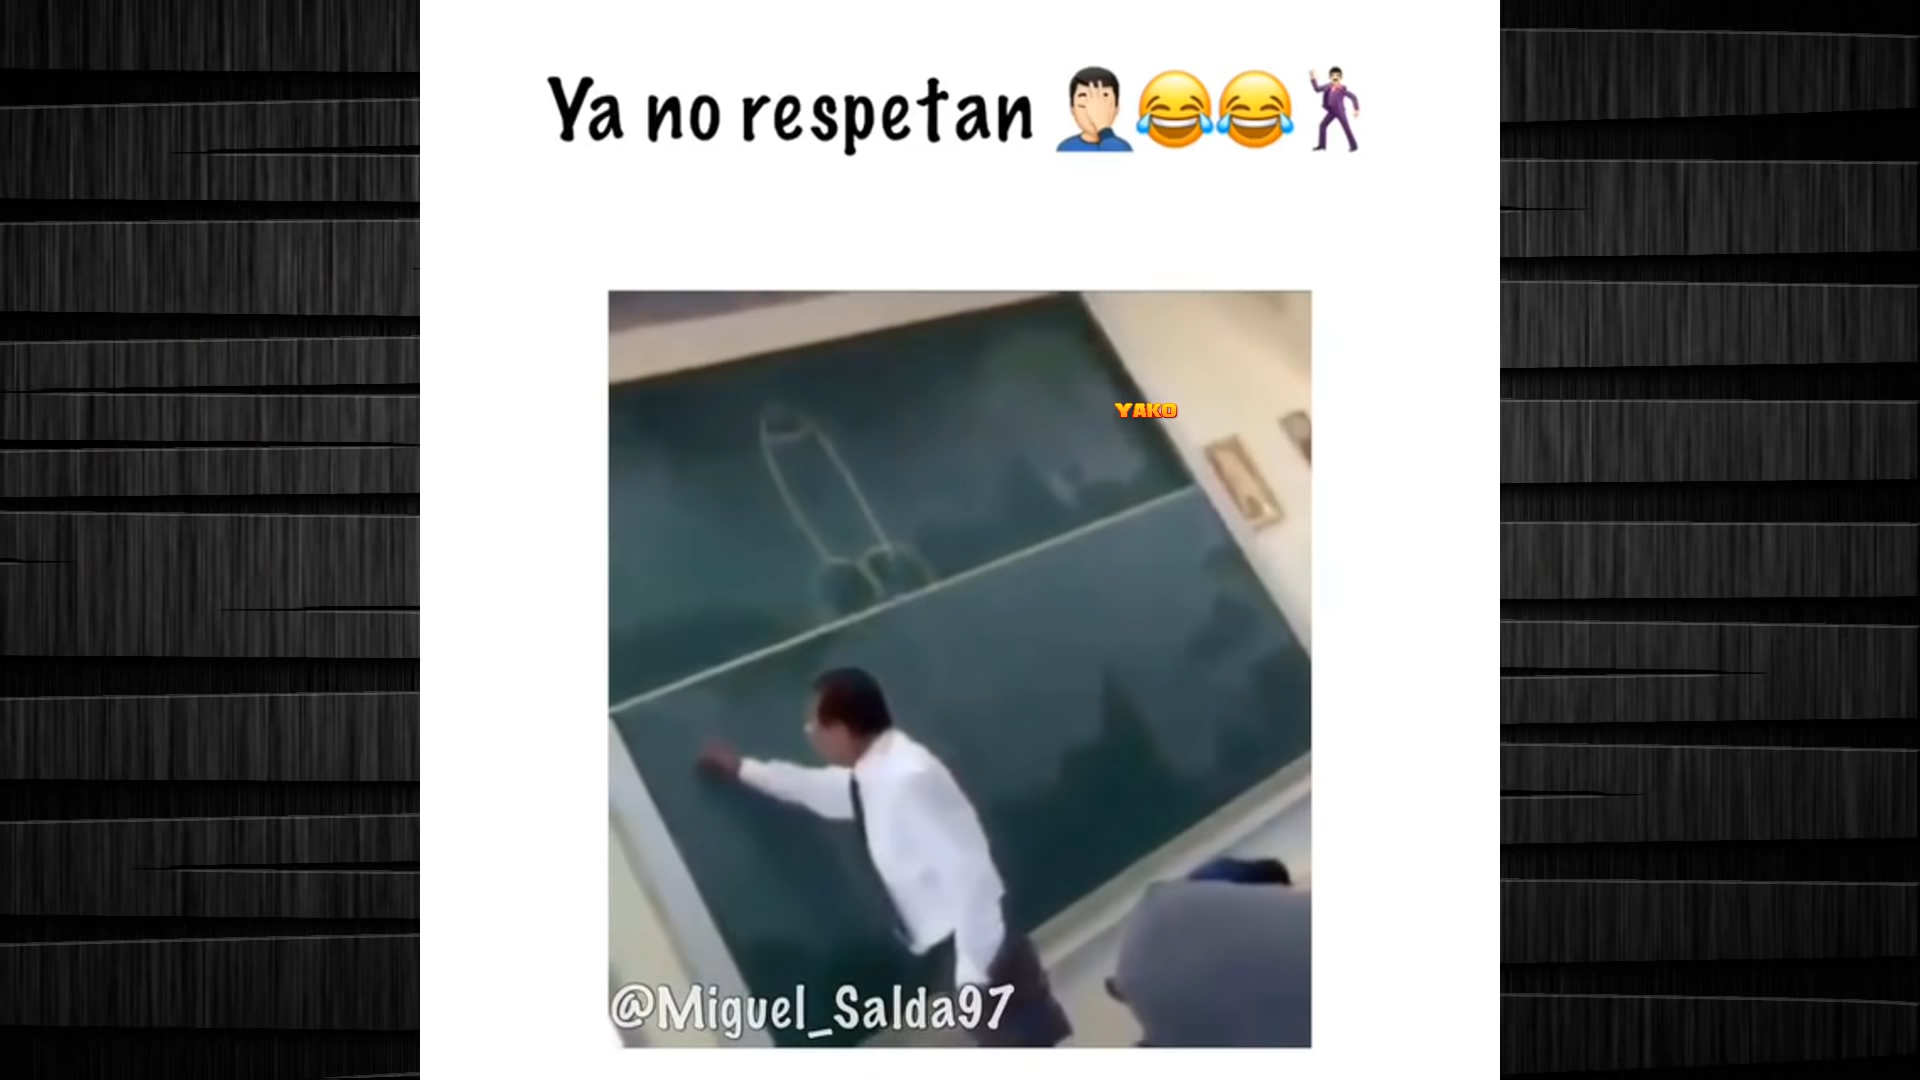 Ya no respetan 🤦🏻‍♂️😂😂🕺🏻
YAKO
@Miguel_Salda97